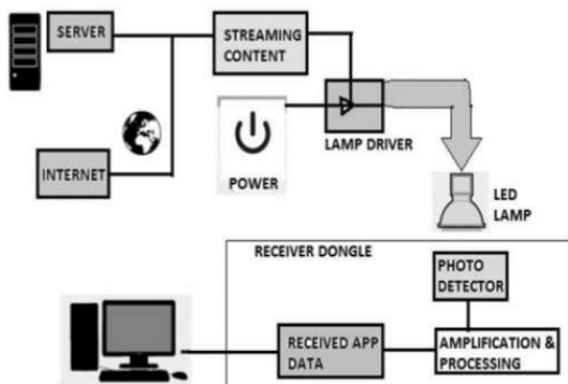 SERVER
STREAMING
CONTENT
INTERNET
POWER
LAMP DRIVER
LED
LAMP
RECEIVER DONGLE
PHOTO
DETECTOR
RECEIVED APP
DATA
AMPLIFICATION &
PROCESSING